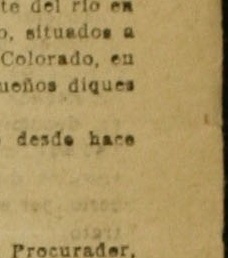 te del río en
o, situados a
Colorado, en
ueños diques
desde hace
Procurador,